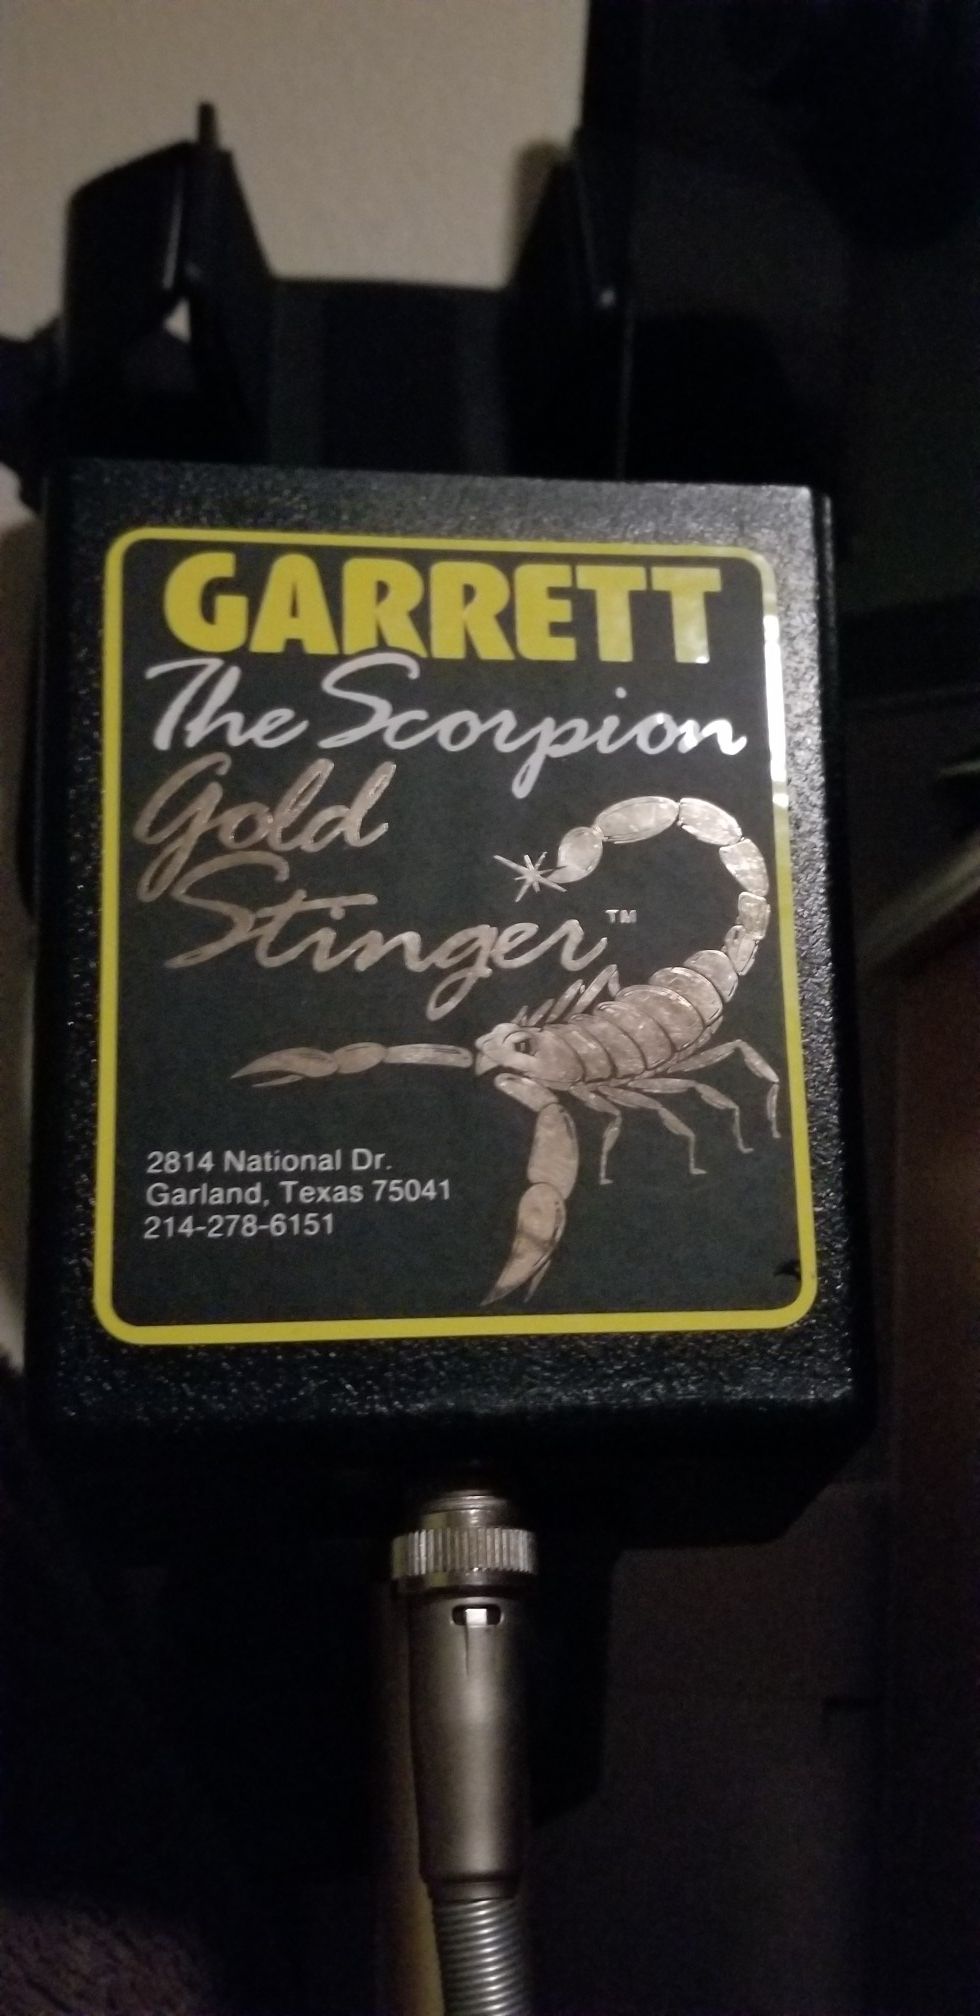 GARRETT
The Scorpion
Gold
Stinger™
2814 National Dr.
Garland, Texas 75041
214-278-6151